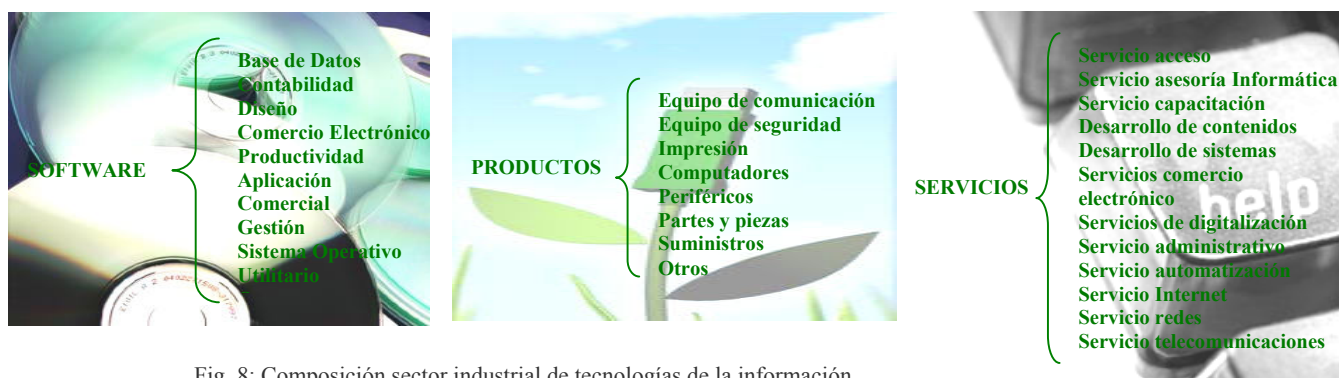 SOFTWARE
Base de Datos
Contabilidad
Diseño
Comercio Electrónico
Productividad
Aplicación
Comercial
Gestión
Sistema Operativo
Utilitario
PRODUCTOS
Equipo de comunicación
Equipo de seguridad
Impresión
Computadores
Periféricos
Partes y piezas
Suministros
Otros
SERVICIOS
Servicio acceso
Servicio asesoría Informática
Servicio capacitación
Desarrollo de contenidos
Desarrollo de sistemas
Servicios comercio
electrónico
Servicios de digitalización
Servicio administrativo
Servicio automatización
Servicio Internet
Servicio redes
Servicio telecomunicaciones
help
Fig. 8: Composición sector industrial de tecnologías de la información